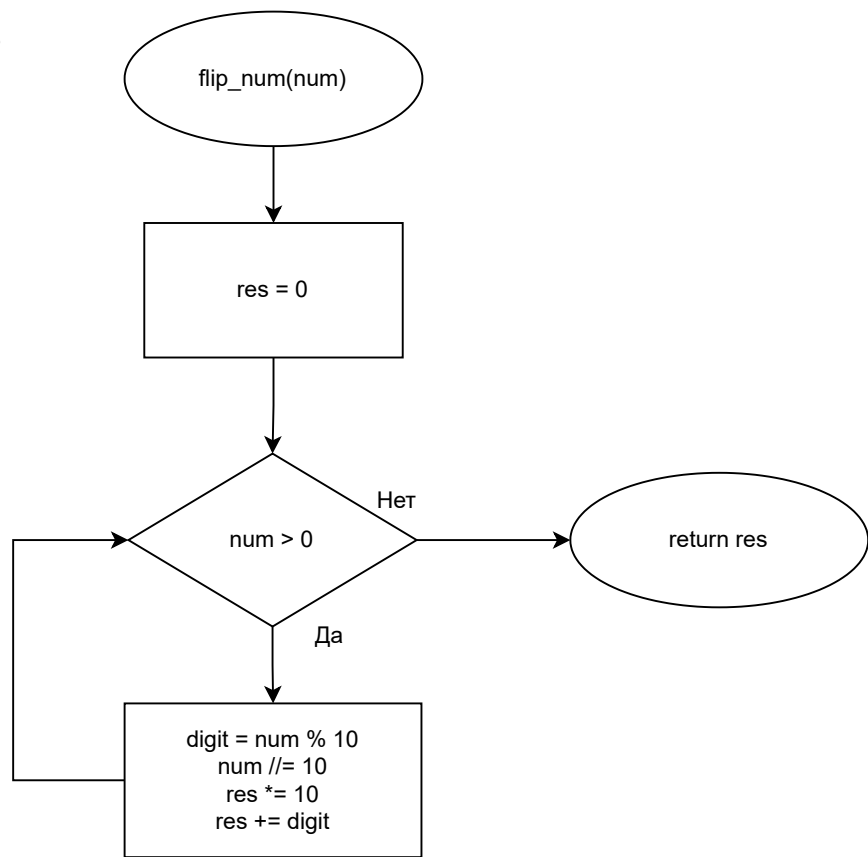 flip_num(num)
res = 0
Нет
num > 0
return res
Да
digit = num % 10
num //= 10
res *= 10
res += digit